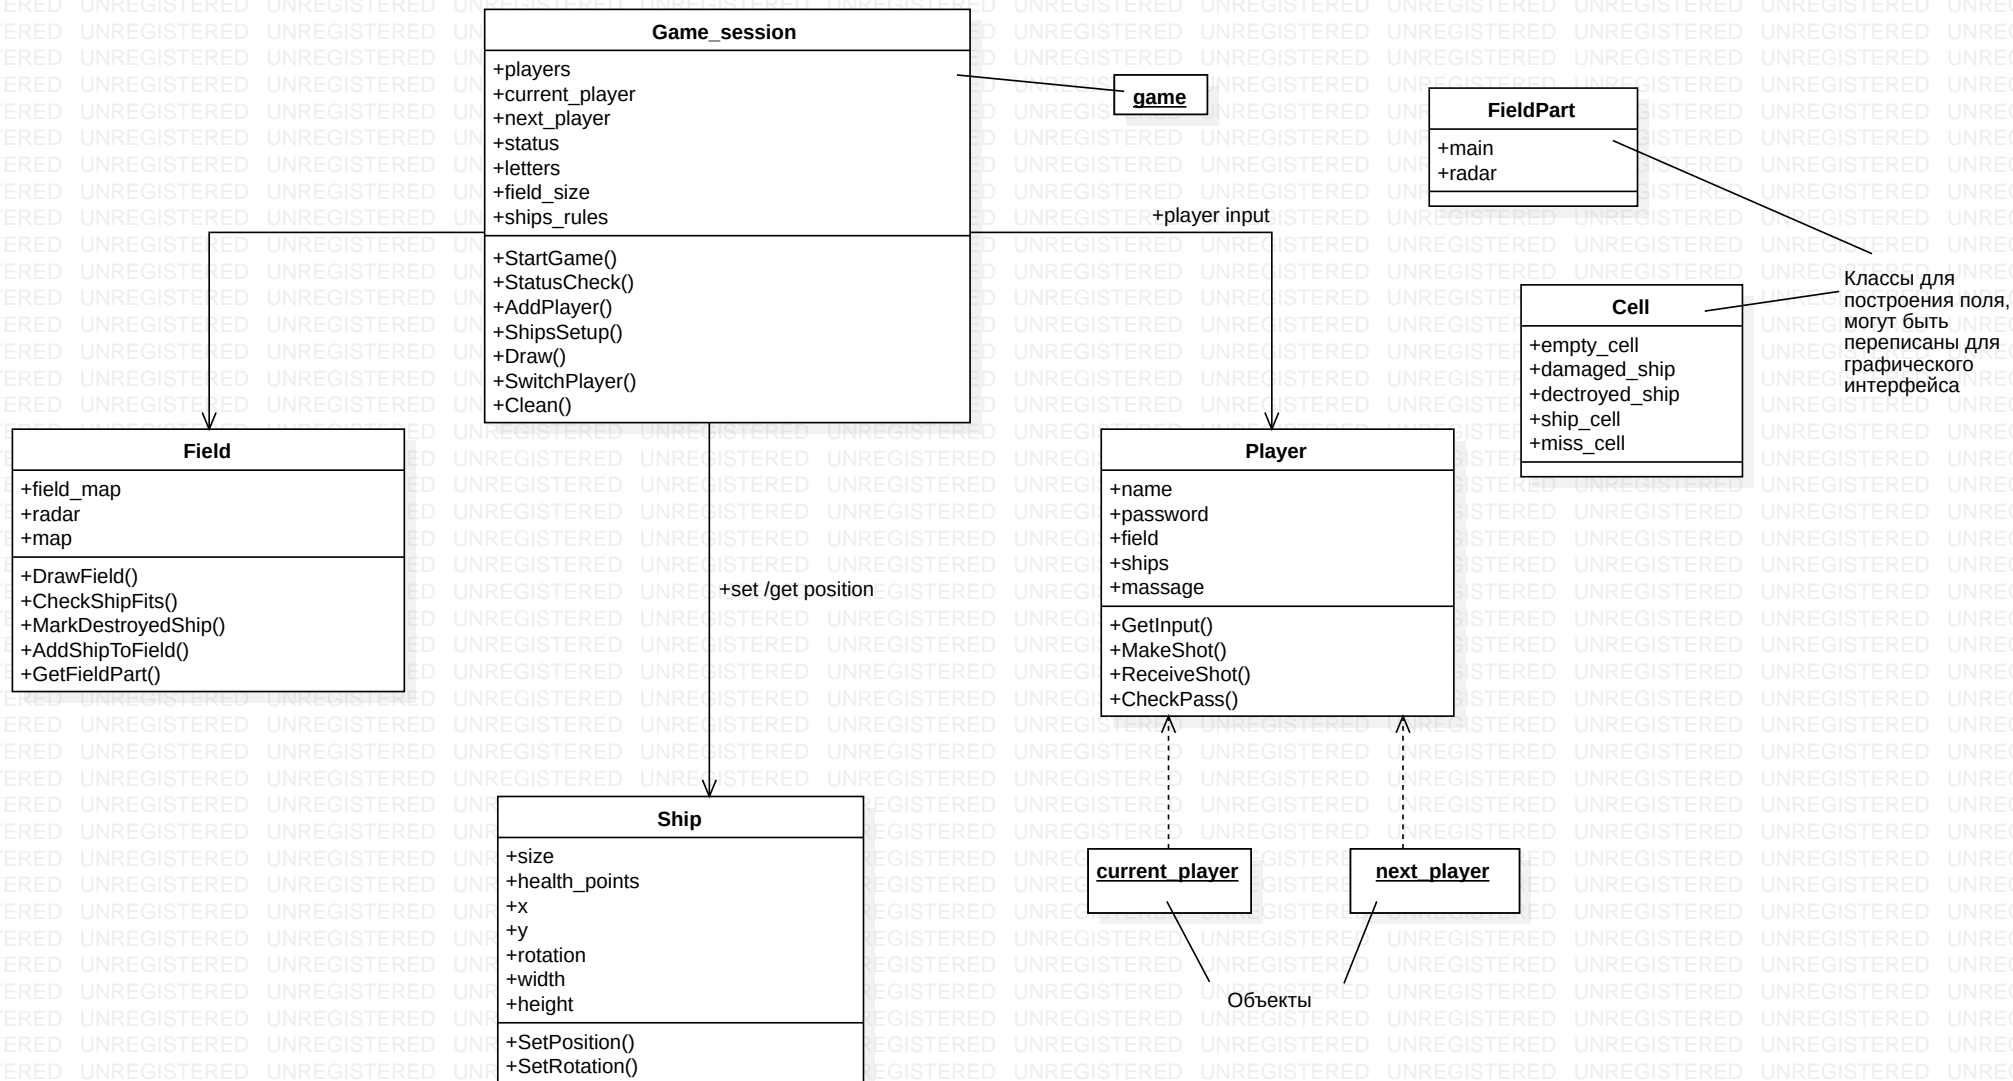 Game_session
+players
+current_player
+next_player
+status
+letters
+field_size
+ships_rules
+StartGame()
+StatusCheck()
+AddPlayer()
+ShipsSetup()
+Draw()
+SwitchPlayer()
+Clean()
game
FieldPart
+main
+radar
+player input
Классы для
построения поля,
могут быть
переписаны для
графического
интерфейса
Cell
+empty_cell
+damaged_ship
+dectroyed_ship
+ship_cell
+miss_cell
Field
+field_map
+radar
+map
+DrawField()
+CheckShipFits()
+MarkDestroyedShip()
+AddShipToField()
+GetFieldPart()
+set /get position
Player
+name
+password
+field
+ships
+massage
+GetInput()
+MakeShot()
+ReceiveShot()
+CheckPass()
Ship
+size
+health_points
+x
+y
+rotation
+width
+height
+SetPosition()
+SetRotation()
current_player
next_player
Объекты
UNREGISTERED